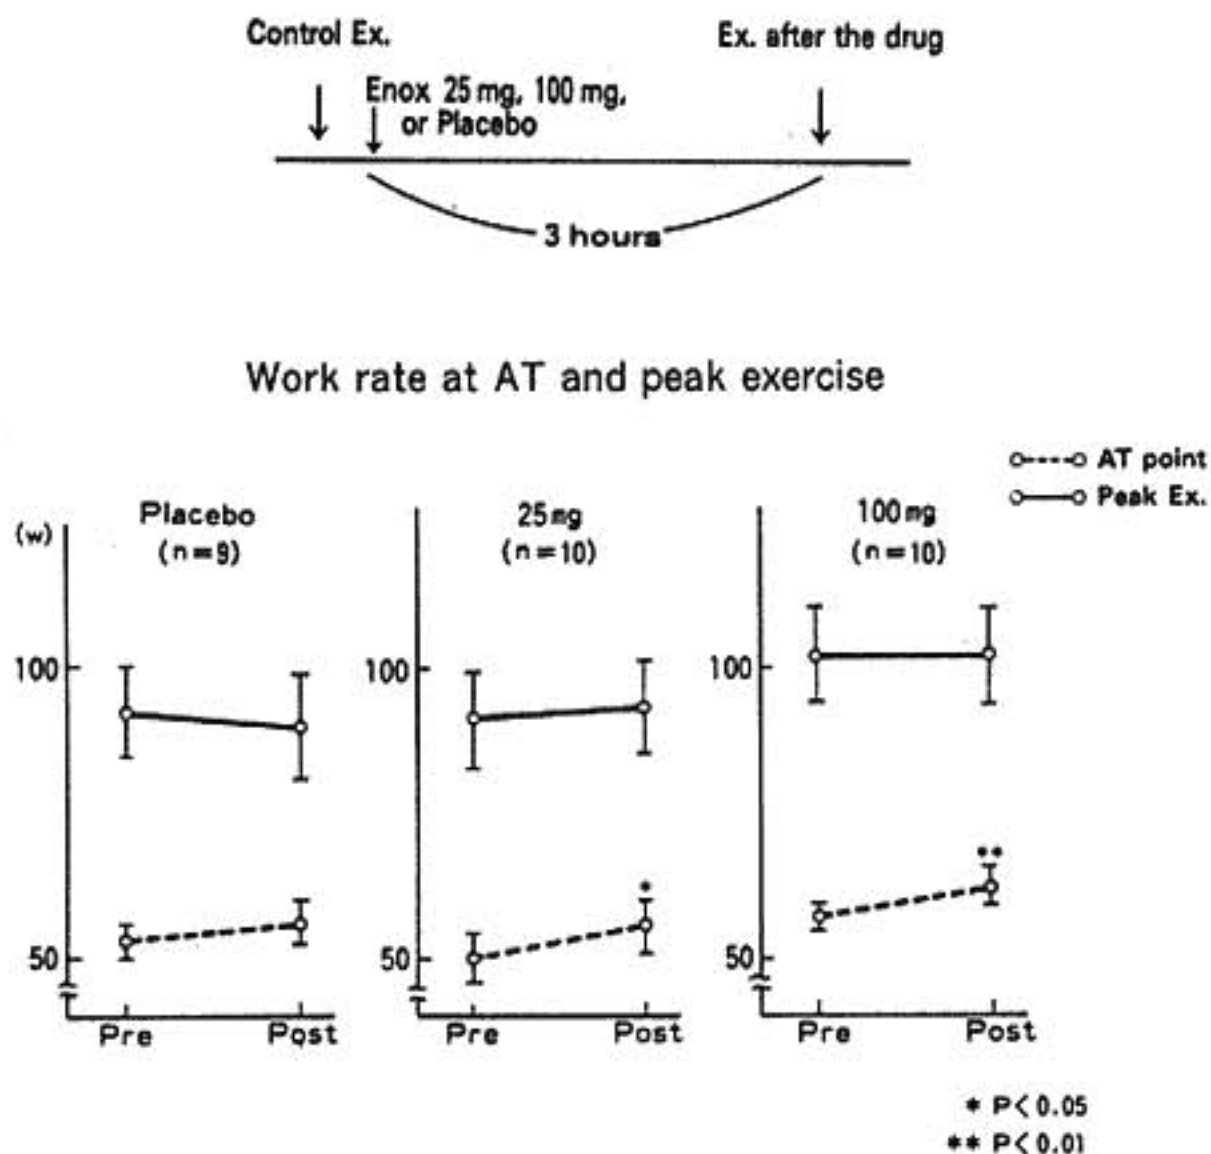 Control Ex.
Ex. after the drug
Enox 25 mg, 100 mg,
or Placebo
3 hours
Work rate at AT and peak exercise
AT point
Peak Ex.
(w)
Placebo
(n=9)
25mg
(n=10)
100mg
(n=10)
100
100
100
50
50
50
Pre
Post
Pre
Post
Pre
Post
* P<0.05
** P<0.01